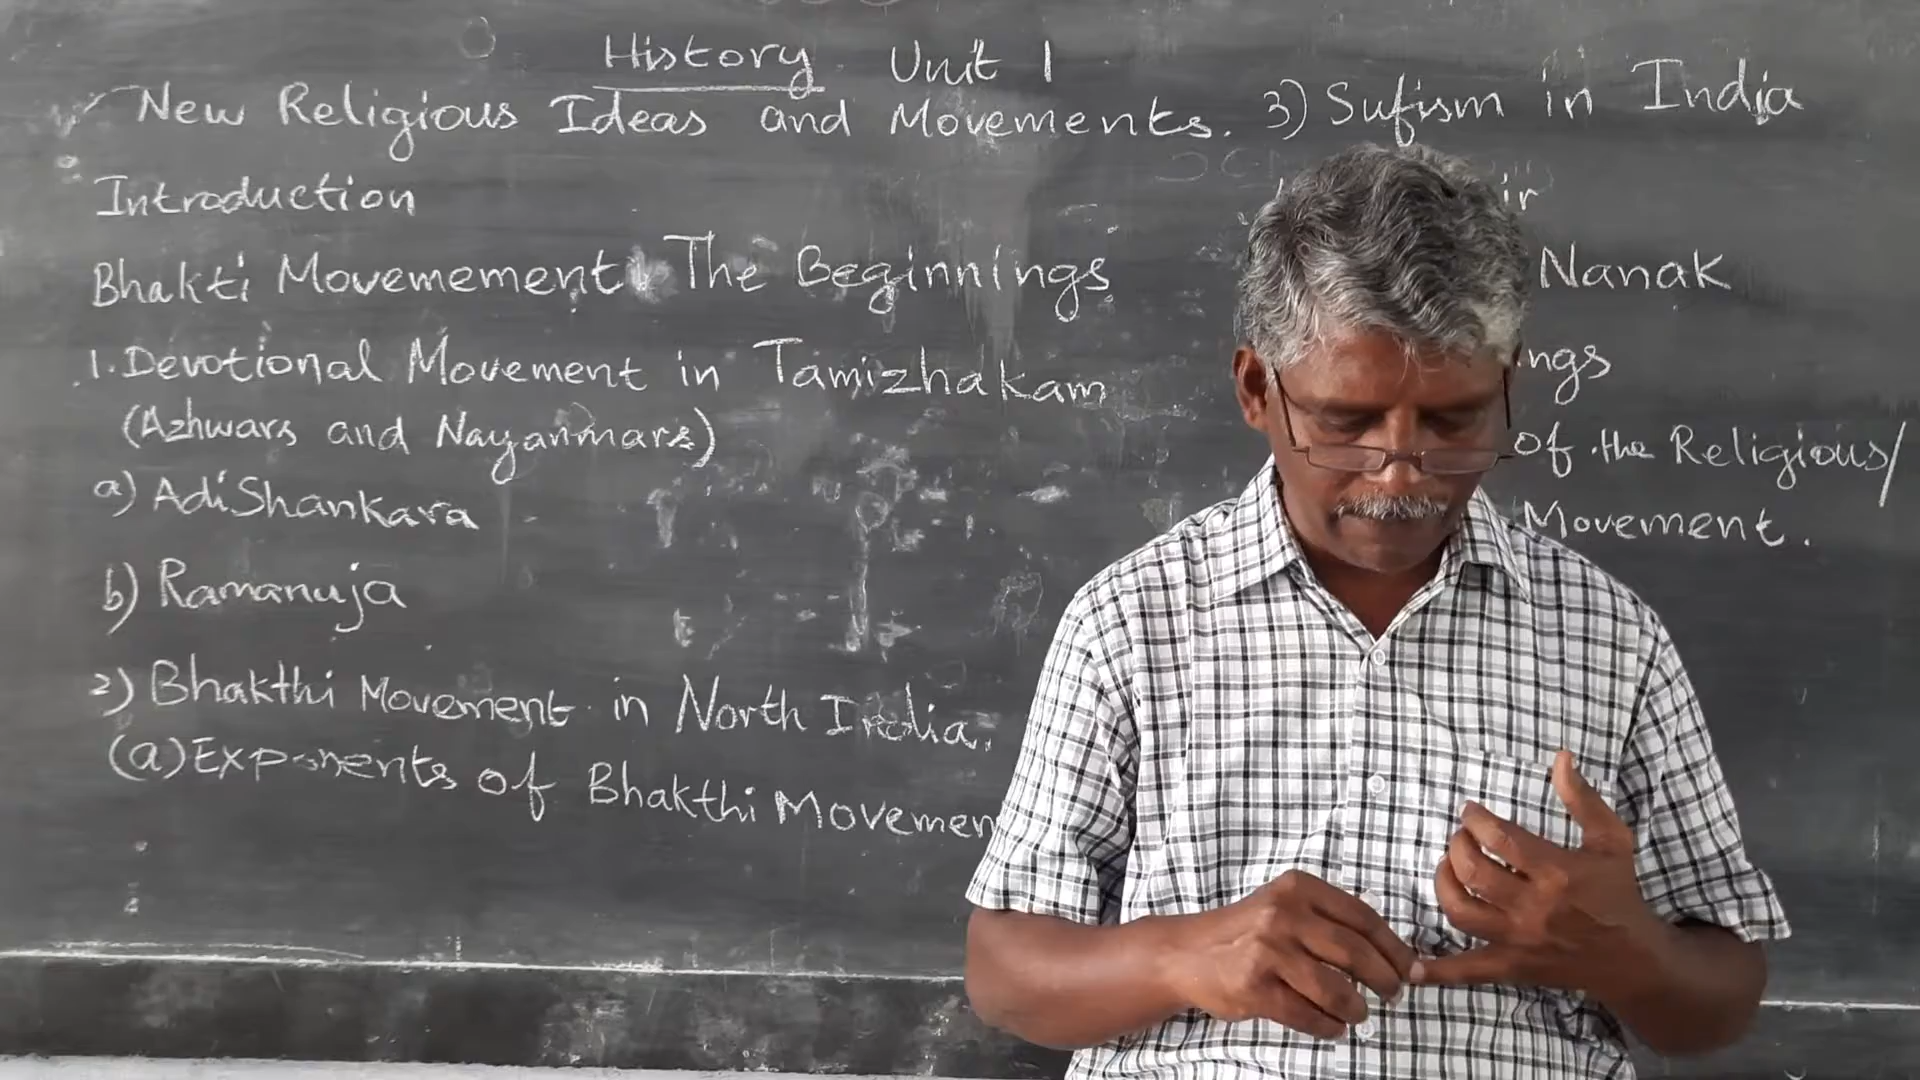 History Unit 1
New Religious Ideas and Movements.
Introduction
Bhakti Movemement The Beginnings
1. Devotional Movement in Tamizhakam
(Azhwars and Nayanmars)
a) AdiShankara
b) Ramanuja
2) Bhakthi Movement in North India.
(a) Exponents of Bhakthi Movemen
3) Sufism in India
ir
Nanak
ngs
of the Religious/
Movement.